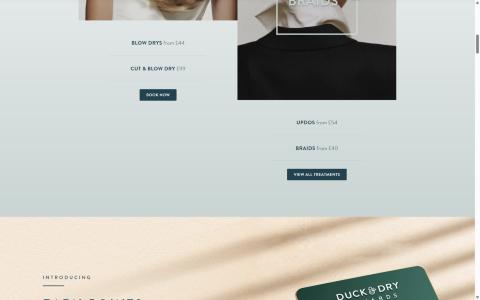 BRAIDS
BLOW DRYS from £44
CUT & BLOW DRY £99
BOOK NOW
UPDOS from £54
BRAIDS from £40
VIEW ALL TREATMENTS
INTRODUCING
DUCK & DRY